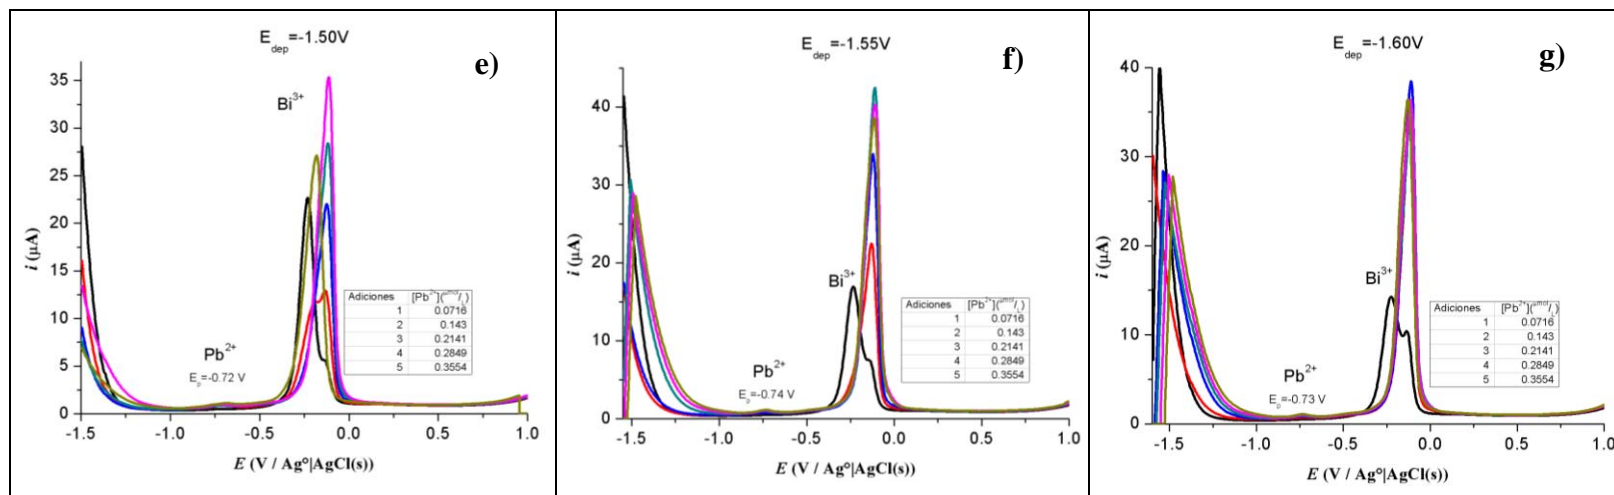 E_dep=-1.50V
e)
35
30
25
20
15
10
5
0
i (µA)
Bi³⁺
Pb²⁺
E_p=-0.72 V
Adiciones [Pb²⁺](^µmol/_L)
1 0.0716
2 0.143
3 0.2141
4 0.2849
5 0.3554
-1.5 -1.0 -0.5 0.0 0.5 1.0
E (V / Ag°|AgCl(s))
E_dep=-1.55V
f)
40
30
20
10
0
i (µA)
Bi³⁺
Pb²⁺
E_p=-0.74 V
Adiciones [Pb²⁺](^µmol/_L)
1 0.0716
2 0.143
3 0.2141
4 0.2849
5 0.3554
-1.5 -1.0 -0.5 0.0 0.5 1.0
E (V / Ag°|AgCl(s))
E_dep=-1.60V
g)
40
30
20
10
0
i (µA)
Bi³⁺
Pb²⁺
E_p=-0.73 V
Adiciones [Pb²⁺](^µmol/_L)
1 0.0716
2 0.143
3 0.2141
4 0.2849
5 0.3554
-1.5 -1.0 -0.5 0.0 0.5 1.0
E (V / Ag°|AgCl(s))